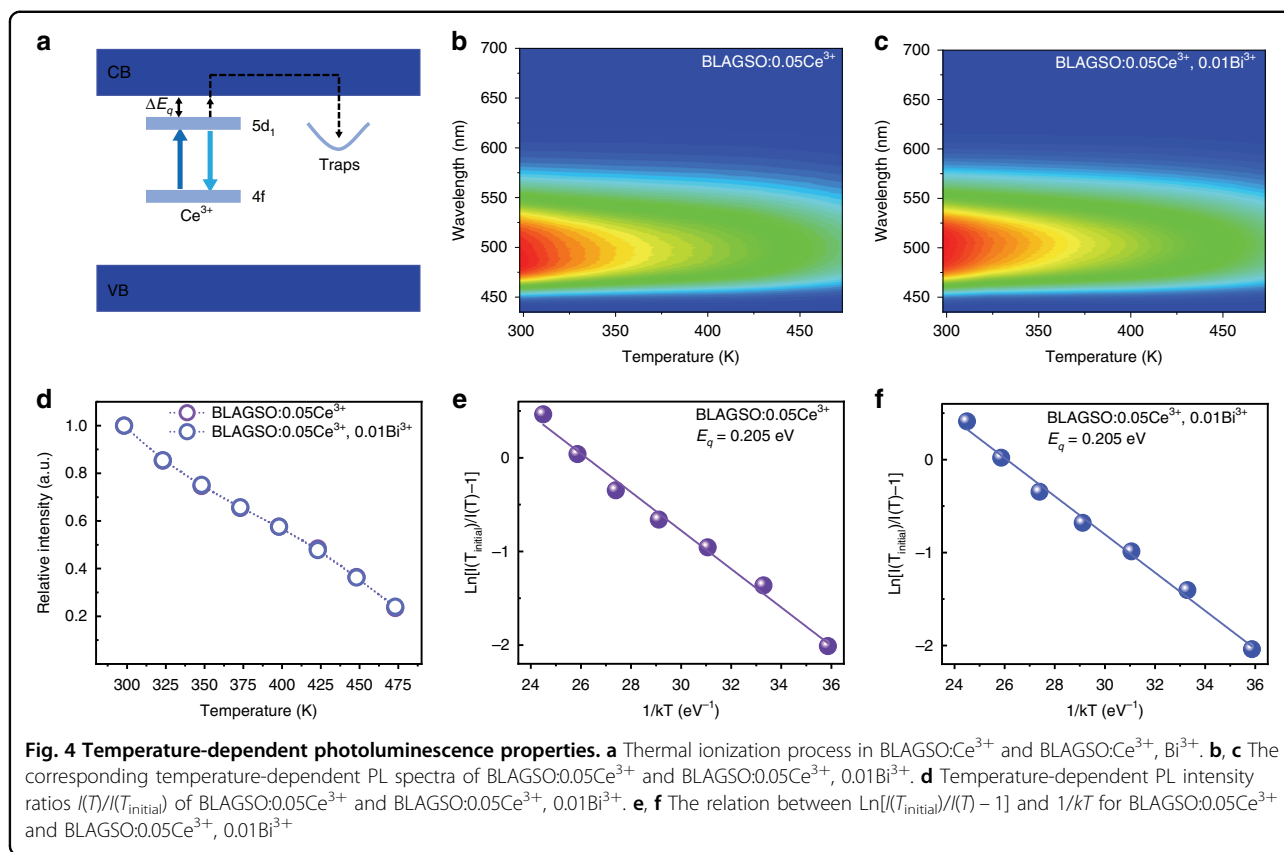 a
CB
ΔE_q
5d₁
Traps
4f
Ce³⁺
VB
b
BLAGSO:0.05Ce³⁺
Wavelength (nm)
700
650
600
550
500
450
300 350 400 450
Temperature (K)
c
BLAGSO:0.05Ce³⁺, 0.01Bi³⁺
Wavelength (nm)
700
650
600
550
500
450
300 350 400 450
Temperature (K)
d
BLAGSO:0.05Ce³⁺
BLAGSO:0.05Ce³⁺, 0.01Bi³⁺
Relative intensity (a.u.)
1.0
0.8
0.6
0.4
0.2
300 325 350 375 400 425 450 475
Temperature (K)
e
BLAGSO:0.05Ce³⁺
E_q = 0.205 eV
Ln[I(T_initial)/I(T)−1]
0
−1
−2
24 26 28 30 32 34 36
1/kT (eV⁻¹)
f
BLAGSO:0.05Ce³⁺, 0.01Bi³⁺
E_q = 0.205 eV
Ln[I(T_initial)/I(T)−1]
0
−1
−2
24 26 28 30 32 34 36
1/kT (eV⁻¹)
Fig. 4 Temperature-dependent photoluminescence properties. a Thermal ionization process in BLAGSO:Ce³⁺ and BLAGSO:Ce³⁺, Bi³⁺. b, c The
corresponding temperature-dependent PL spectra of BLAGSO:0.05Ce³⁺ and BLAGSO:0.05Ce³⁺, 0.01Bi³⁺. d Temperature-dependent PL intensity
ratios I(T)/I(T_initial) of BLAGSO:0.05Ce³⁺ and BLAGSO:0.05Ce³⁺, 0.01Bi³⁺. e, f The relation between Ln[I(T_initial)/I(T) – 1] and 1/kT for BLAGSO:0.05Ce³⁺
and BLAGSO:0.05Ce³⁺, 0.01Bi³⁺